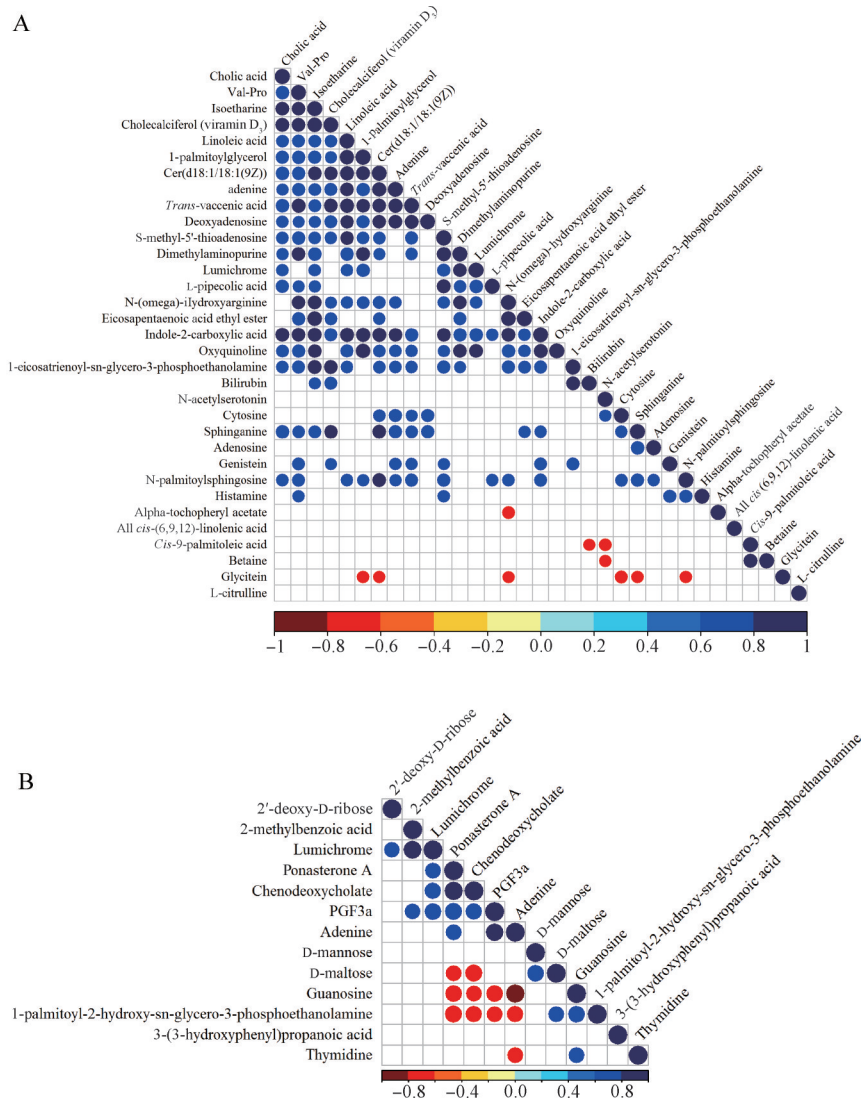 A
Cholic acid
Val-Pro
Isoetharine
Cholecalciferol (viramin D3)
Linoleic acid
1-Palmitoylglycerol
Cer(d18:1/18:1(9Z))
Adenine
Trans-vaccenic acid
Deoxyadenosine
S-methyl-5'-thioadenosine
Dimethylaminopurine
Lumichrome
L-pipecolic acid
N-(omega)-hydroxyarginine
Eicosapentaenoic acid ethyl ester
Indole-2-carboxylic acid
Oxyquinoline
1-eicosatrienoyl-sn-glycero-3-phosphoethanolamine
Bilirubin
N-acetylserotonin
Cytosine
Sphinganine
Adenosine
Genistein
N-palmitoylsphingosine
Histamine
Alpha-tochopheryl acetate
All cis-(6,9,12)-linolenic acid
Cis-9-palmitoleic acid
Betaine
Glycitein
L-citrulline
Cholic acid
Val-Pro
Isoetharine
Cholecalciferol (viramin D3)
Linoleic acid
1-palmitoylglycerol
Cer(d18:1/18:1(9Z))
adenine
Trans-vaccenic acid
Deoxyadenosine
S-methyl-5'-thioadenosine
Dimethylaminopurine
Lumichrome
L-pipecolic acid
N-(omega)-ilydroxyarginine
Eicosapentaenoic acid ethyl ester
Indole-2-carboxylic acid
Oxyquinoline
1-cicosatrienoyl-sn-glycero-3-phosphoethanolamine
Bilirubin
N-acetylserotonin
Cytosine
Sphinganine
Adenosine
Genistein
N-palmitoylsphingosine
Histamine
Alpha-tochopheryl acetate
All cis-(6,9,12)-linolenic acid
Cis-9-palmitoleic acid
Betaine
Glycitein
L-citrulline
−1 −0.8 −0.6 −0.4 −0.2 0.0 0.2 0.4 0.6 0.8 1
B
2'-deoxy-D-ribose
2-methylbenzoic acid
Lumichrome
Ponasterone A
Chenodeoxycholate
PGF3a
Adenine
D-mannose
D-maltose
Guanosine
1-palmitoyl-2-hydroxy-sn-glycero-3-phosphoethanolamine
3-(3-hydroxyphenyl)propanoic acid
Thymidine
2'-deoxy-D-ribose
2-methylbenzoic acid
Lumichrome
Ponasterone A
Chenodeoxycholate
PGF3a
Adenine
D-mannose
D-maltose
Guanosine
1-palmitoyl-2-hydroxy-sn-glycero-3-phosphoethanolamine
3-(3-hydroxyphenyl)propanoic acid
Thymidine
−0.8 −0.4 0.0 0.4 0.8